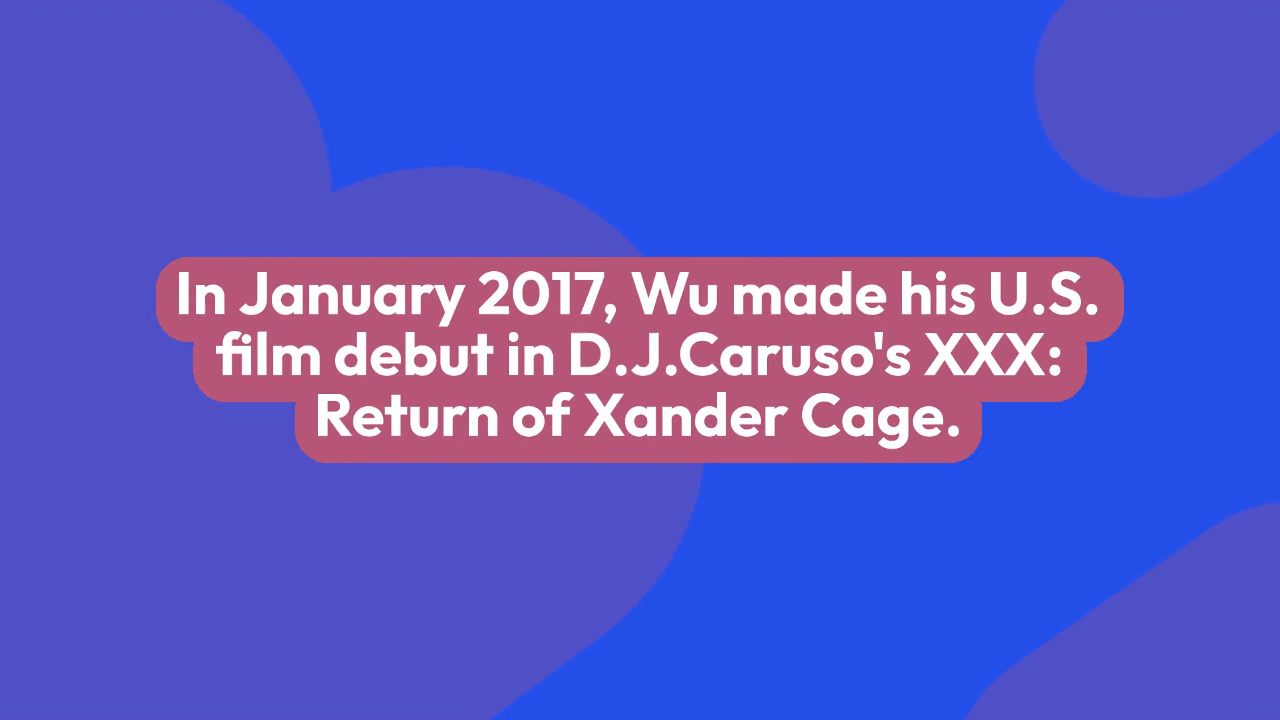 In January 2017, Wu made his U.S.
film debut in D.J.Caruso's XXX:
Return of Xander Cage.